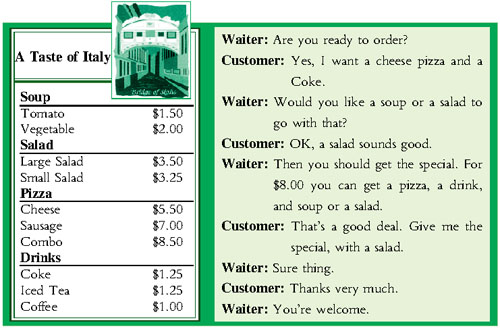 A Taste of Italy
Bridge of Sighs
Soup
Tomato $1.50
Vegetable $2.00
Salad
Large Salad $3.50
Small Salad $3.25
Pizza
Cheese $5.50
Sausage $7.00
Combo $8.50
Drinks
Coke $1.25
Iced Tea $1.25
Coffee $1.00
Waiter: Are you ready to order?
Customer: Yes, I want a cheese pizza and a
Coke.
Waiter: Would you like a soup or a salad to
go with that?
Customer: OK, a salad sounds good.
Waiter: Then you should get the special. For
$8.00 you can get a pizza, a drink,
and soup or a salad.
Customer: That's a good deal. Give me the
special, with a salad.
Waiter: Sure thing.
Customer: Thanks very much.
Waiter: You're welcome.